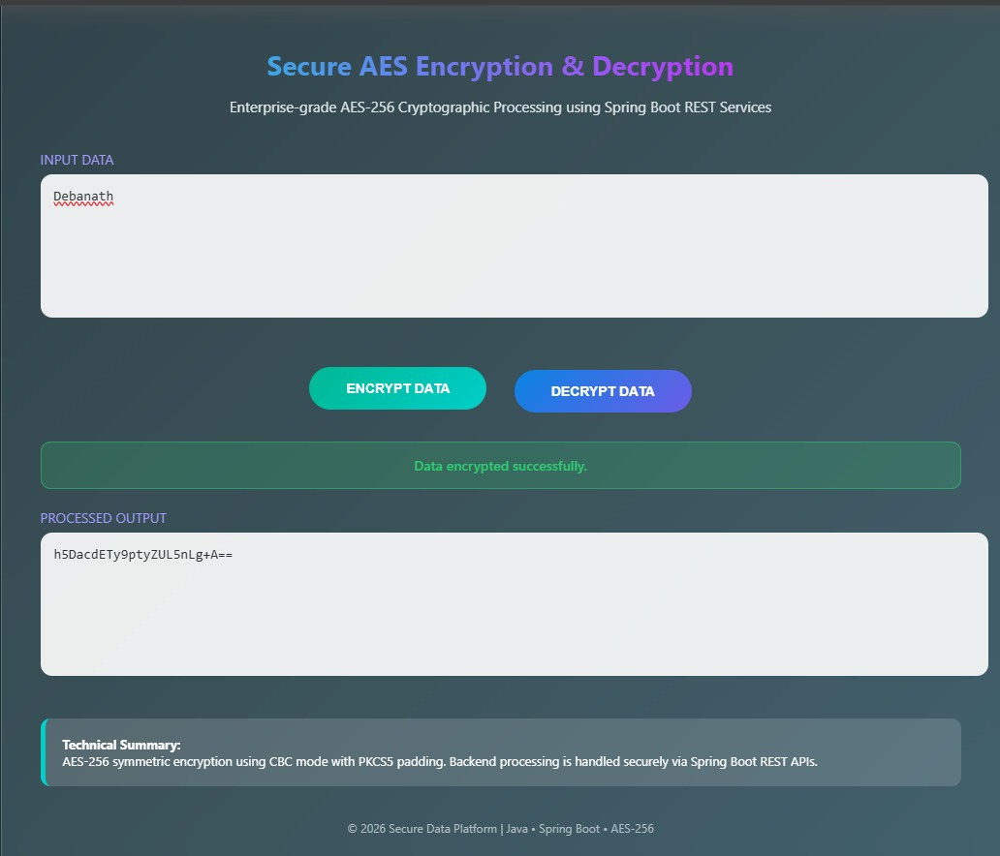 Secure AES Encryption & Decryption
Enterprise-grade AES-256 Cryptographic Processing using Spring Boot REST Services
INPUT DATA
Debanath
ENCRYPT DATA
DECRYPT DATA
Data encrypted successfully.
PROCESSED OUTPUT
h5DacdETy9ptyZUL5nLg+A==
Technical Summary:
AES-256 symmetric encryption using CBC mode with PKCS5 padding. Backend processing is handled securely via Spring Boot REST APIs.
© 2026 Secure Data Platform | Java • Spring Boot • AES-256